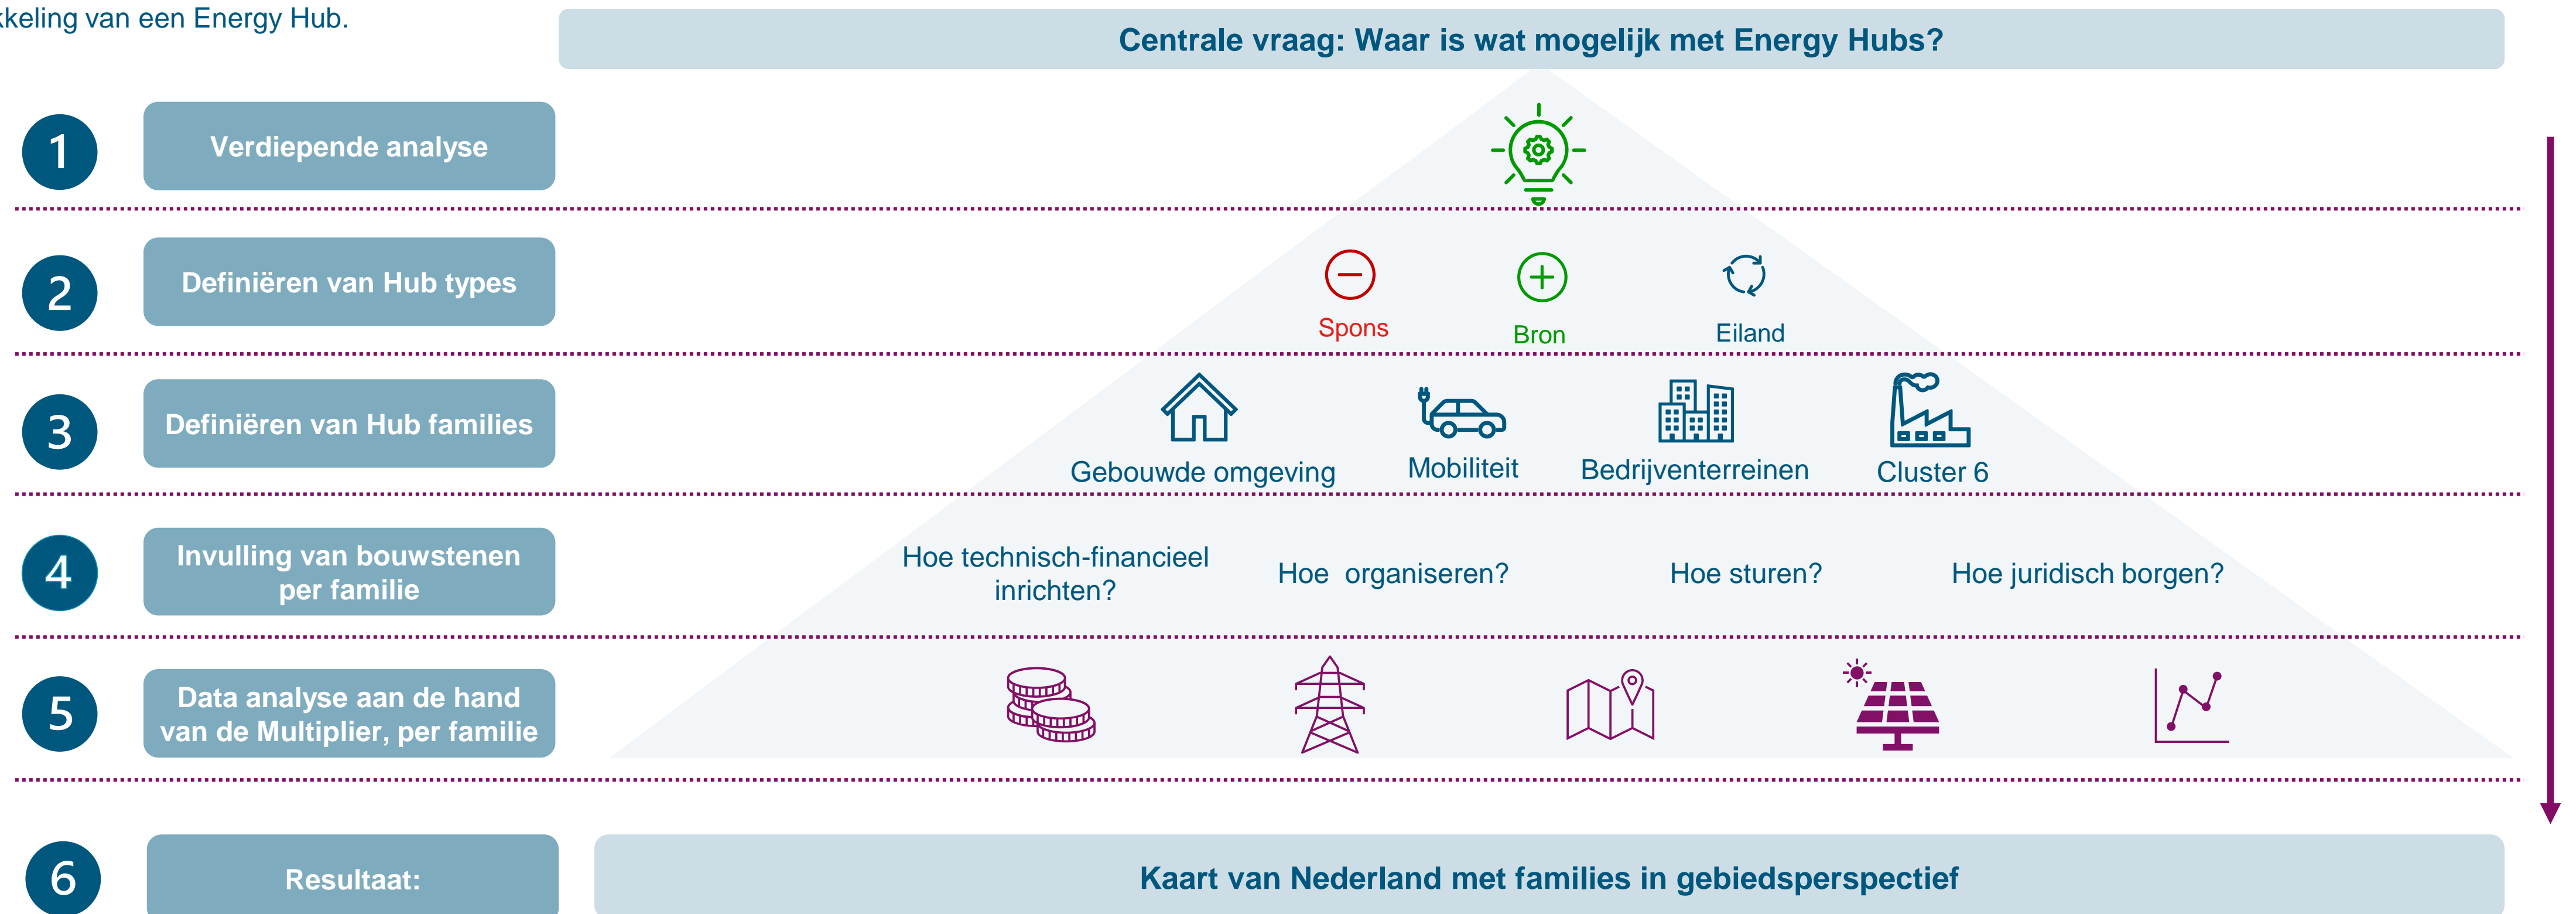 kkeling van een Energy Hub.
Centrale vraag: Waar is wat mogelijk met Energy Hubs?
1
Verdiepende analyse
2
Definiëren van Hub types
Spons
Bron
Eiland
3
Definiëren van Hub families
Gebouwde omgeving
Mobiliteit
Bedrijventerreinen
Cluster 6
4
Invulling van bouwstenen
per familie
Hoe technisch-financieel
inrichten?
Hoe organiseren?
Hoe sturen?
Hoe juridisch borgen?
5
Data analyse aan de hand
van de Multiplier, per familie
6
Resultaat:
Kaart van Nederland met families in gebiedsperspectief